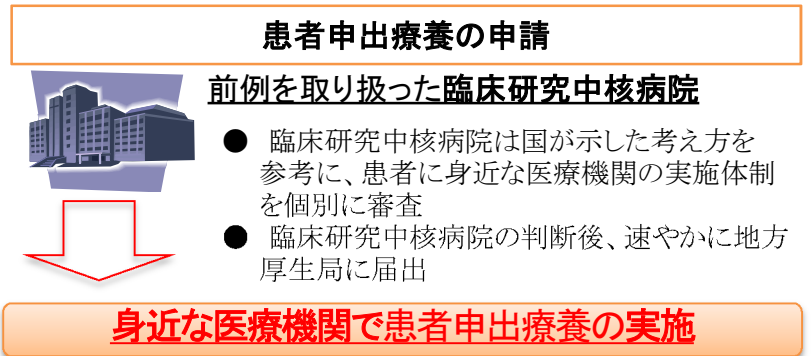 患者申出療養の申請
前例を取り扱った臨床研究中核病院
● 臨床研究中核病院は国が示した考え方を
参考に、患者に身近な医療機関の実施体制
を個別に審査
● 臨床研究中核病院の判断後、速やかに地方
厚生局に届出
身近な医療機関で患者申出療養の実施